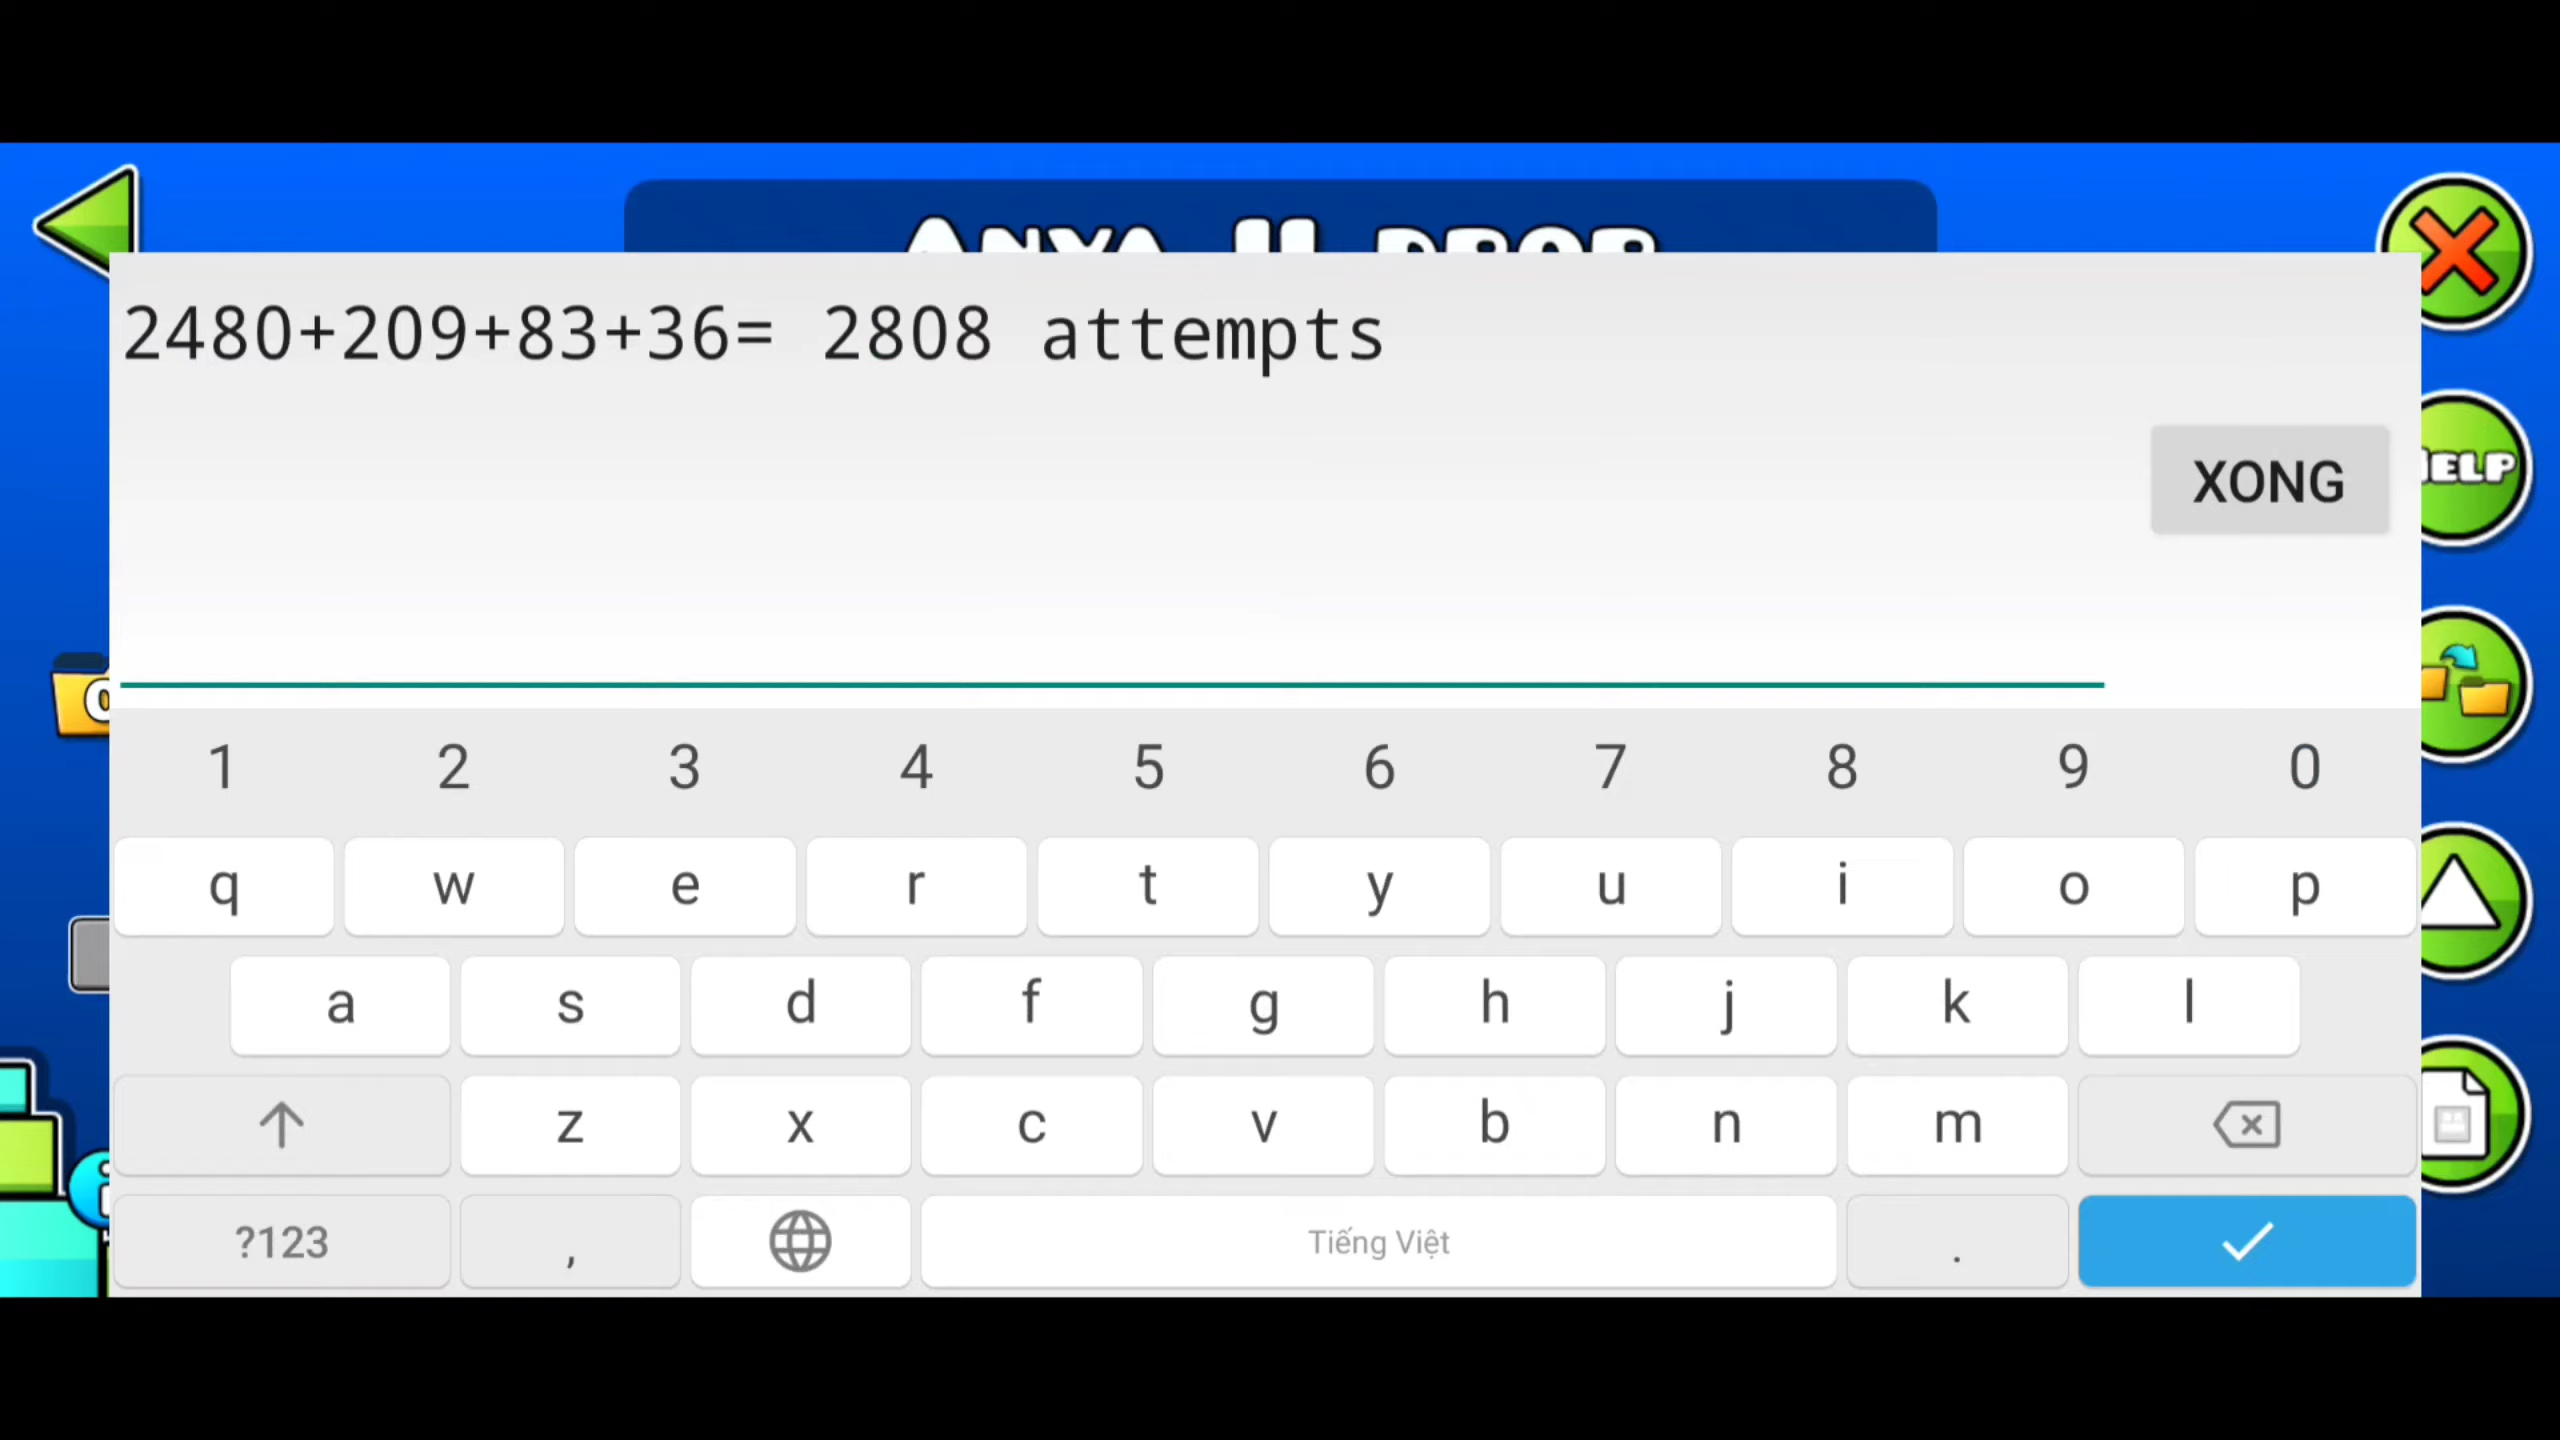 2480+209+83+36= 2808 attempts
XONG
1 2 3 4 5 6 7 8 9 0
q w e r t y u i o p
a s d f g h j k l
z x c v b n m
?123 , Tiếng Việt .